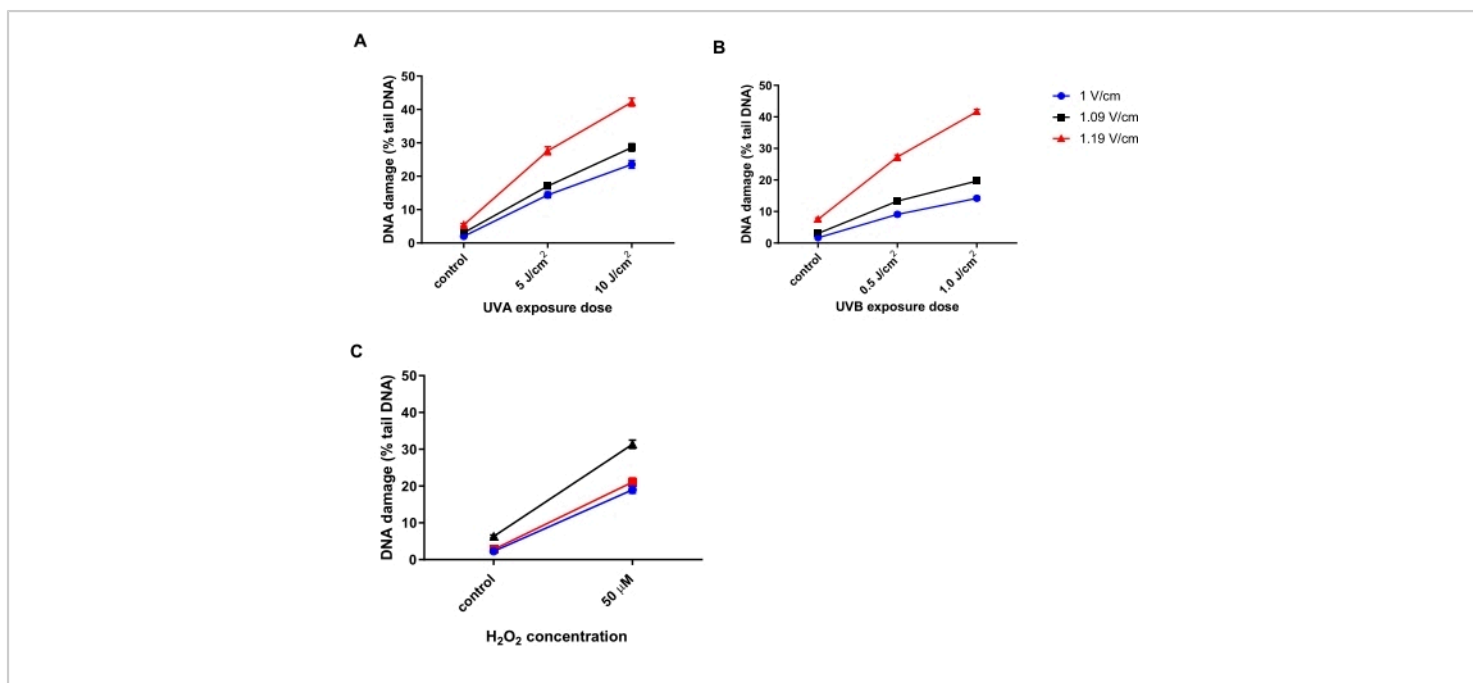 A
DNA damage (% tail DNA)
50
40
30
20
10
0
control
5 J/cm²
10 J/cm²
UVA exposure dose
B
DNA damage (% tail DNA)
50
40
30
20
10
0
control
0.5 J/cm²
1.0 J/cm²
UVB exposure dose
1 V/cm
1.09 V/cm
1.19 V/cm
C
DNA damage (% tail DNA)
50
40
30
20
10
0
control
50 µM
H₂O₂ concentration